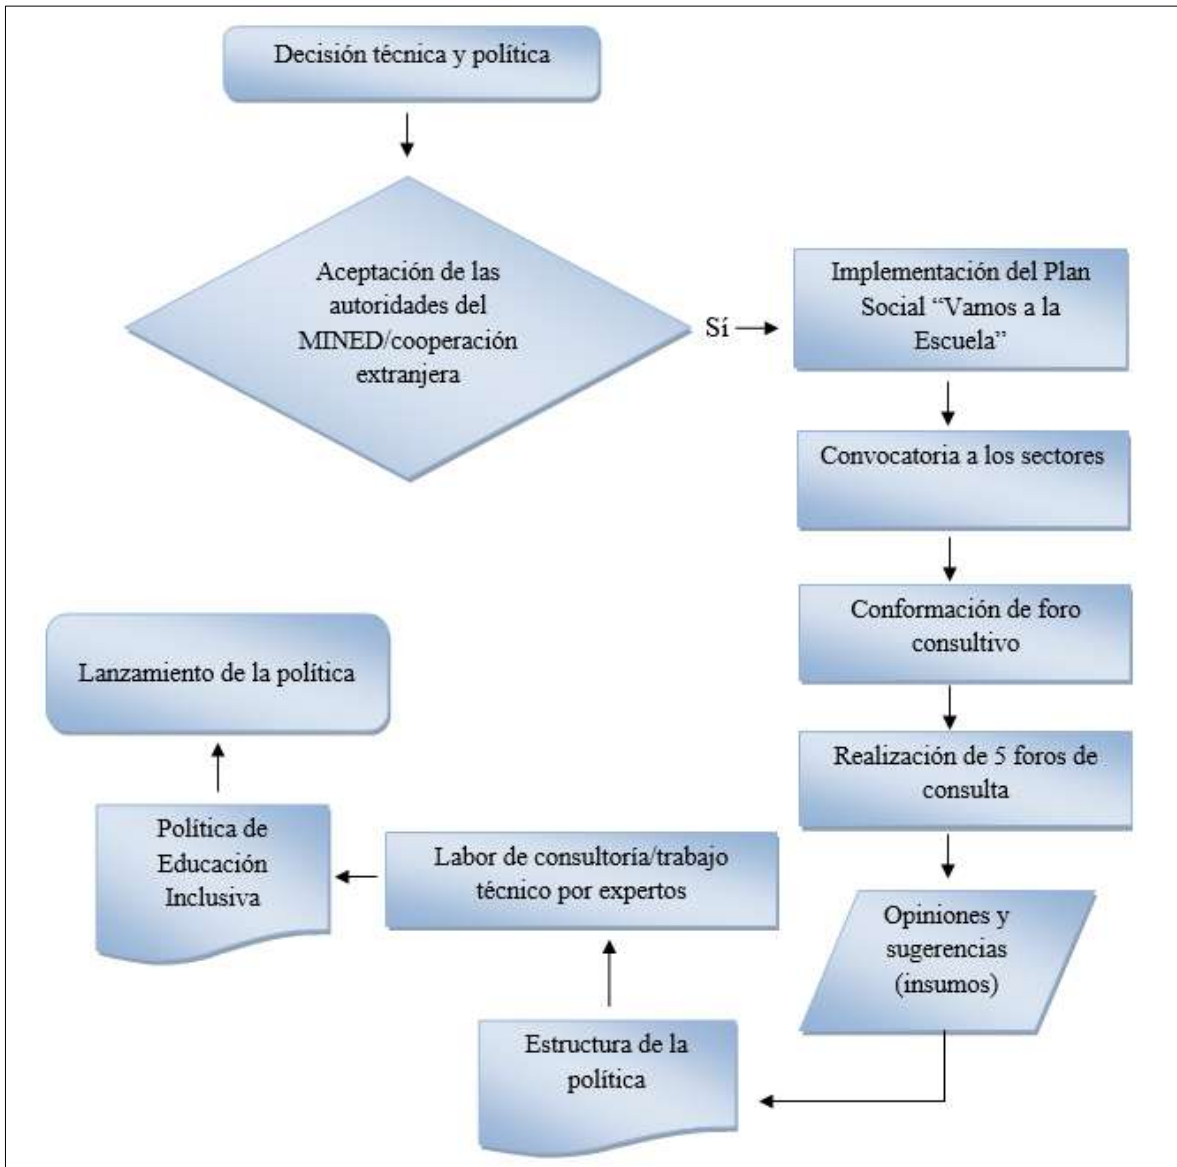 Decisión técnica y política
Aceptación de las
autoridades del
MINED/cooperación
extranjera
Sí
Implementación del Plan
Social “Vamos a la
Escuela”
Convocatoria a los sectores
Conformación de foro
consultivo
Realización de 5 foros de
consulta
Opiniones y
sugerencias
(insumos)
Estructura de la
política
Labor de consultoría/trabajo
técnico por expertos
Política de
Educación
Inclusiva
Lanzamiento de la política